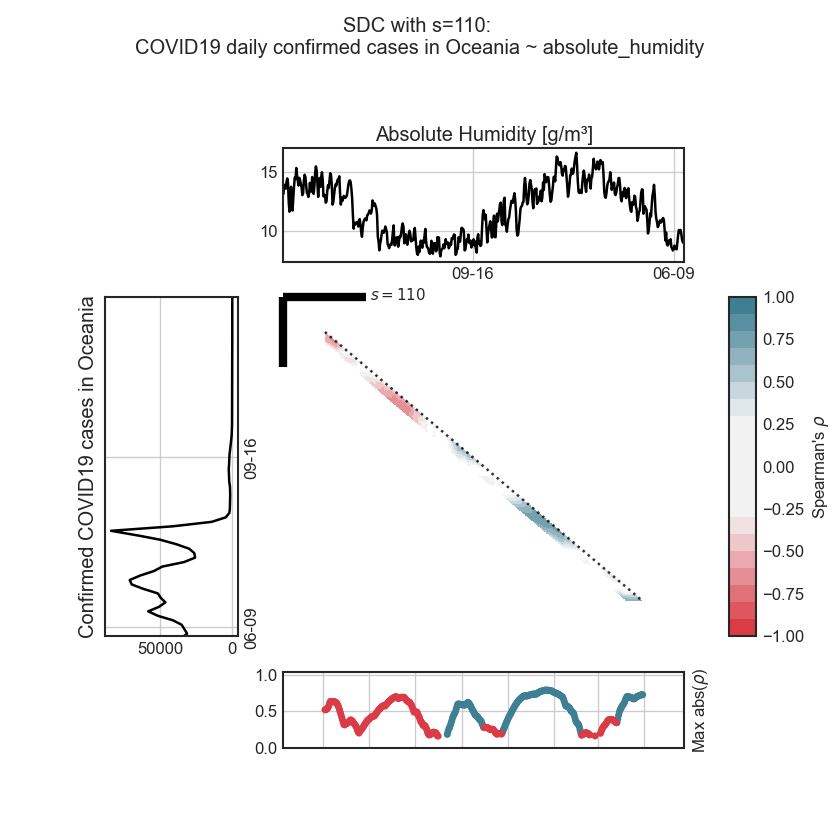 SDC with s=110:
COVID19 daily confirmed cases in Oceania ~ absolute_humidity
Absolute Humidity [g/m³]
15
10
09-16
06-09
s = 110
Confirmed COVID19 cases in Oceania
09-16
06-09
50000
0
1.00
0.75
0.50
0.25
0.00
−0.25
−0.50
−0.75
−1.00
Spearman's ρ
1.0
0.5
0.0
Max abs(ρ)